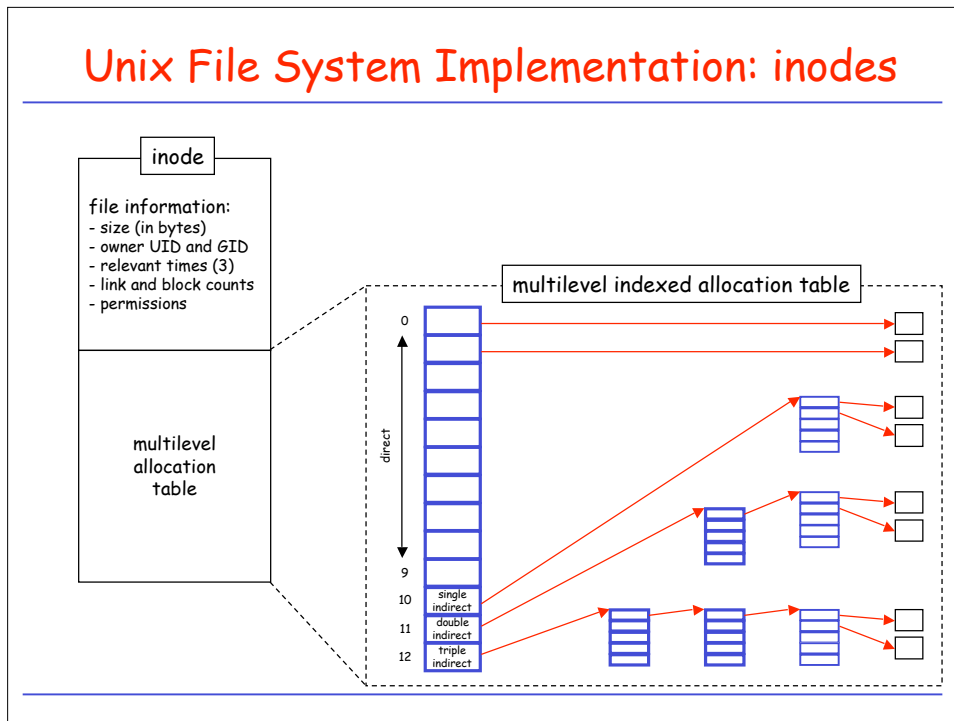 Unix File System Implementation: inodes
inode
file information:
- size (in bytes)
- owner UID and GID
- relevant times (3)
- link and block counts
- permissions
multilevel
allocation
table
multilevel indexed allocation table
0
direct
9
10
single
indirect
11
double
indirect
12
triple
indirect